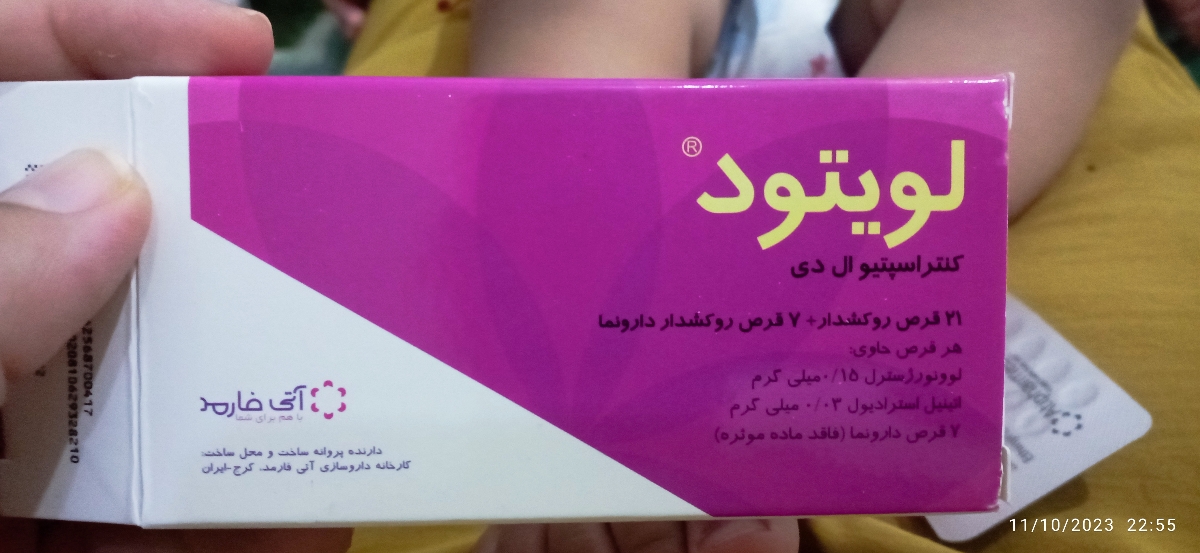 لویتود®
کنتراسپتیو ال دی
۲۱ قرص روکشدار+ ۷ قرص روکشدار دارونما
هر قرص حاوی:
لوونورژسترل ۰/۱۵میلی گرم
اتینیل استرادیول ۰/۰۳ میلی گرم
۷ قرص دارونما (فاقد ماده موثره)
آتی فارمد
با هم برای شما
دارنده پروانه ساخت و محل ساخت:
کارخانه داروسازی آتی فارمد، کرج-ایران
11/10/2023 22:55